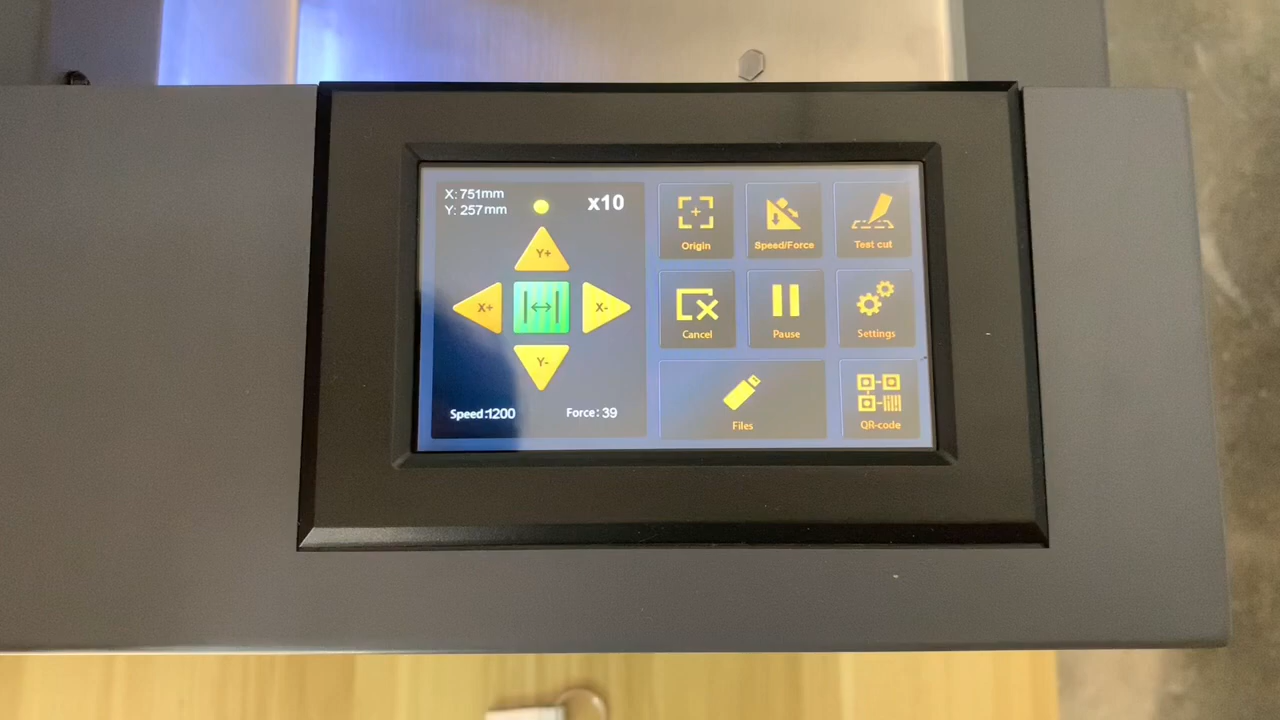 X: 751mm
Y: 257mm
x10
Y+
X+
X-
Y-
Speed:1200
Force: 39
Origin
Speed/Force
Test cut
Cancel
Pause
Settings
Files
QR-code